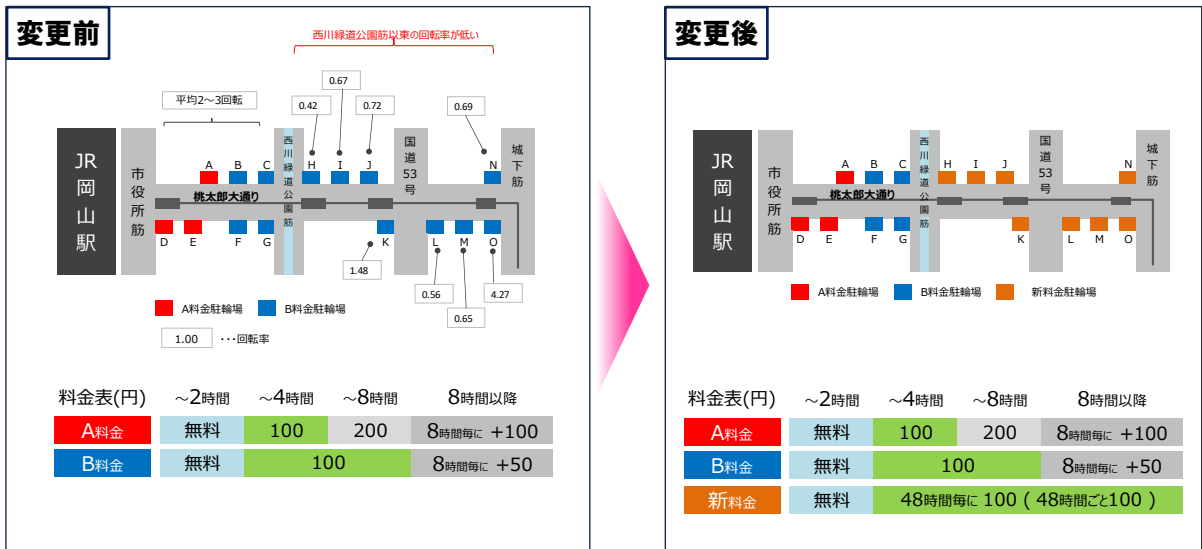 変更前
西川緑道公園筋以東の回転率が低い
平均2~3回転
0.42
0.67
0.72
0.69
JR岡山駅
市役所筋
西川緑道公園筋
国道53号
城下筋
A
B
C
H
I
J
N
桃太郎大通り
D
E
F
G
K
L
M
O
1.48
0.56
0.65
4.27
A料金駐輪場
B料金駐輪場
1.00 ・・・回転率
料金表(円) ~2時間 ~4時間 ~8時間 8時間以降
A料金 無料 100 200 8時間毎に +100
B料金 無料 100 8時間毎に +50
変更後
JR岡山駅
市役所筋
西川緑道公園筋
国道53号
城下筋
A
B
C
H
I
J
N
桃太郎大通り
D
E
F
G
K
L
M
O
A料金駐輪場
B料金駐輪場
新料金駐輪場
料金表(円) ~2時間 ~4時間 ~8時間 8時間以降
A料金 無料 100 200 8時間毎に +100
B料金 無料 100 8時間毎に +50
新料金 無料 48時間毎に 100 ( 48時間ごと100 )